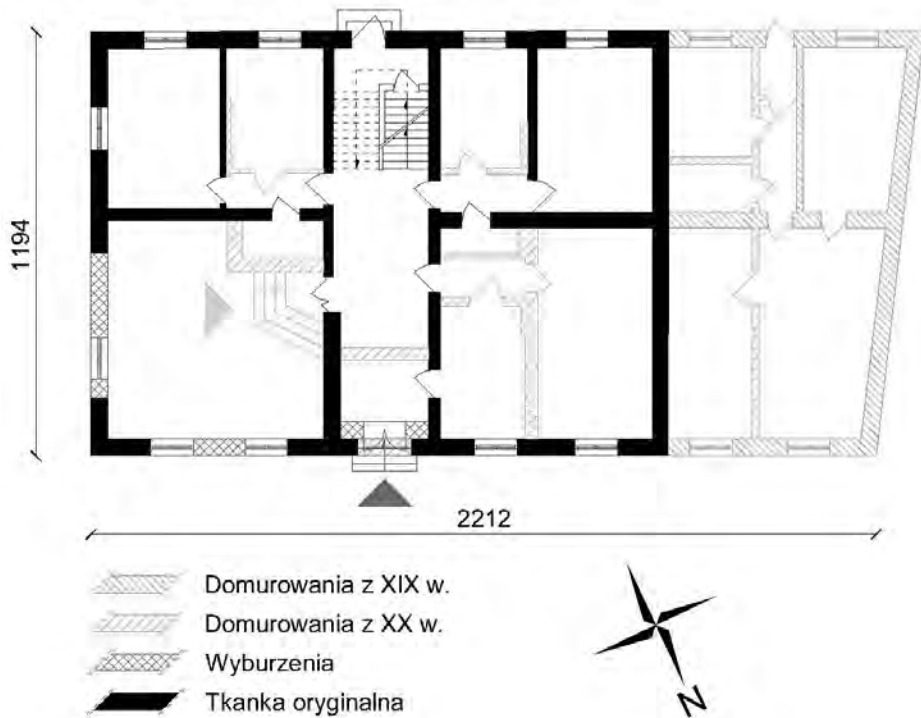 1194
2212
Domurowania z XIX w.
Domurowania z XX w.
Wyburzenia
Tkanka oryginalna
N